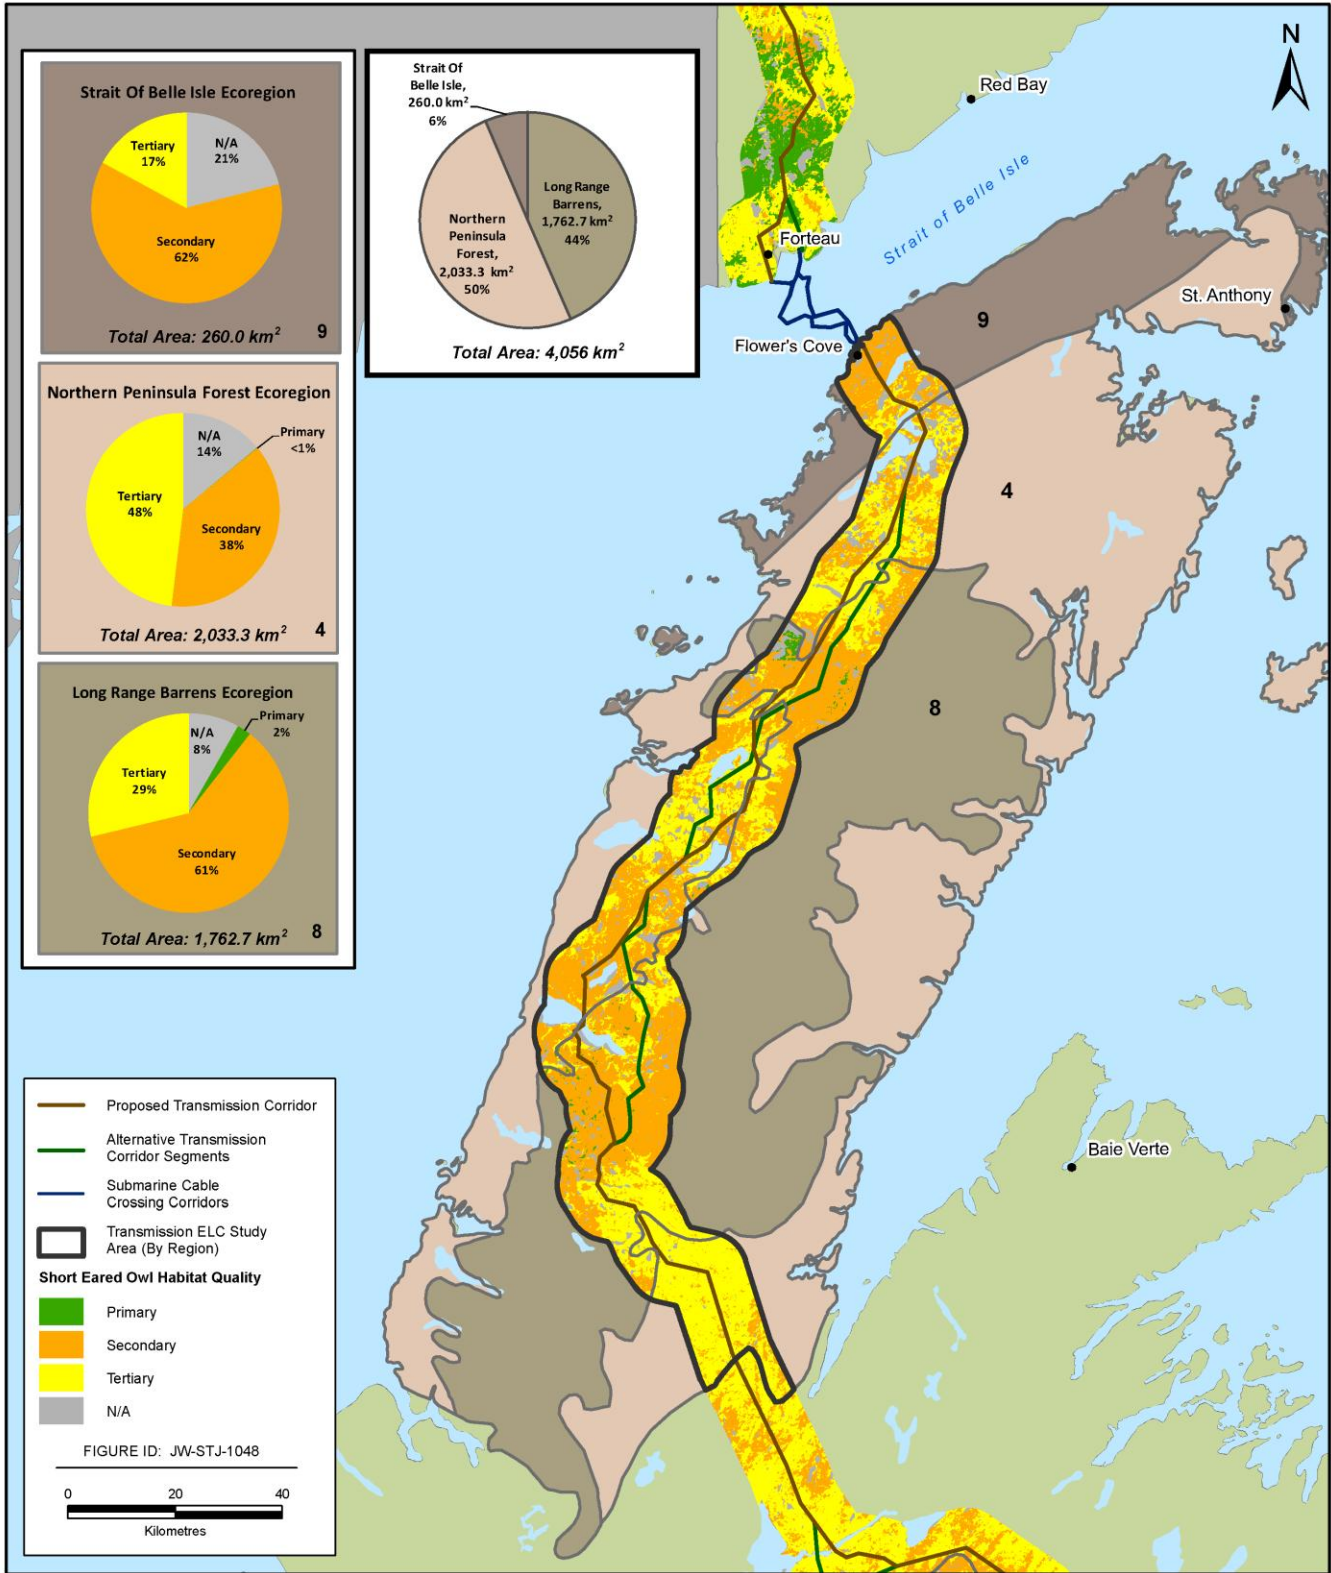 Strait Of Belle Isle Ecoregion
Tertiary
17%
N/A
21%
Secondary
62%
Total Area: 260.0 km²
9
Northern Peninsula Forest Ecoregion
N/A
14%
Primary
<1%
Tertiary
48%
Secondary
38%
Total Area: 2,033.3 km²
4
Long Range Barrens Ecoregion
N/A
8%
Primary
2%
Tertiary
29%
Secondary
61%
Total Area: 1,762.7 km²
8
Strait Of
Belle Isle,
260.0 km²
6%
Long Range
Barrens,
1,762.7 km²
44%
Northern
Peninsula
Forest,
2,033.3 km²
50%
Total Area: 4,056 km²
N
Red Bay
Strait of Belle Isle
Forteau
St. Anthony
Flower's Cove
9
4
8
Baie Verte
Proposed Transmission Corridor
Alternative Transmission
Corridor Segments
Submarine Cable
Crossing Corridors
Transmission ELC Study
Area (By Region)
Short Eared Owl Habitat Quality
Primary
Secondary
Tertiary
N/A
FIGURE ID: JW-STJ-1048
0 20 40
Kilometres